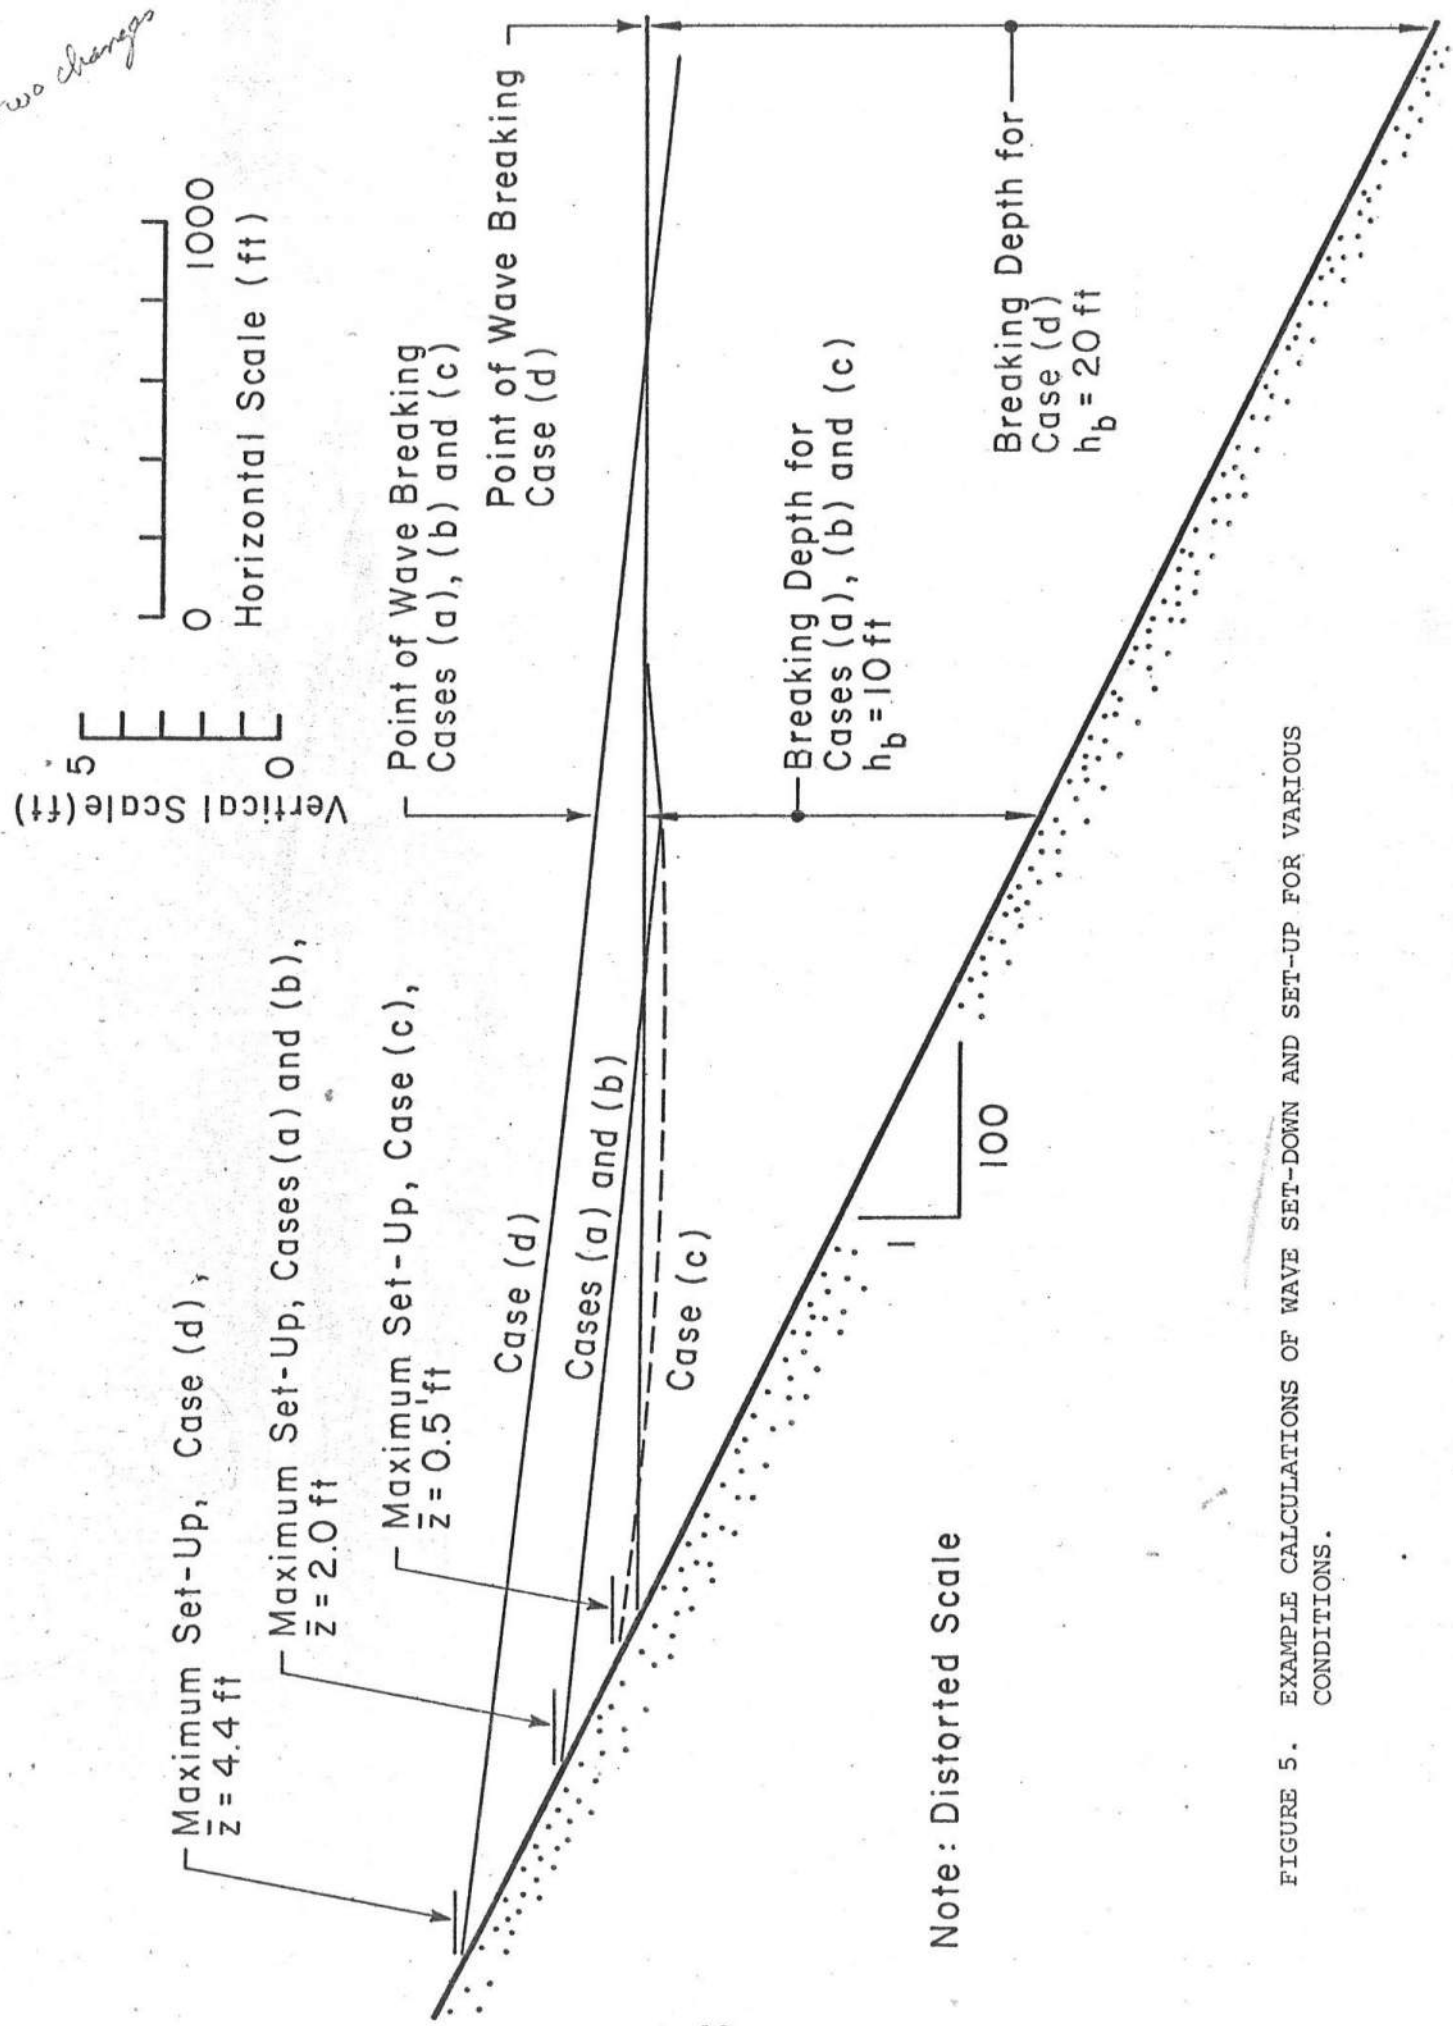 wo changes
5
0
Vertical Scale (ft)
0
1000
Horizontal Scale (ft)
Maximum Set-Up, Case (d),
z̄ = 4.4 ft
Maximum Set-Up, Cases (a) and (b),
z̄ = 2.0 ft
Maximum Set-Up, Case (c),
z̄ = 0.5' ft
Point of Wave Breaking
Cases (a), (b) and (c)
Point of Wave Breaking
Case (d)
Case (d)
Cases (a) and (b)
Case (c)
Breaking Depth for
Cases (a), (b) and (c)
h_b = 10 ft
Breaking Depth for
Case (d)
h_b = 20 ft
1
100
Note: Distorted Scale
FIGURE 5. EXAMPLE CALCULATIONS OF WAVE SET-DOWN AND SET-UP FOR VARIOUS
CONDITIONS.